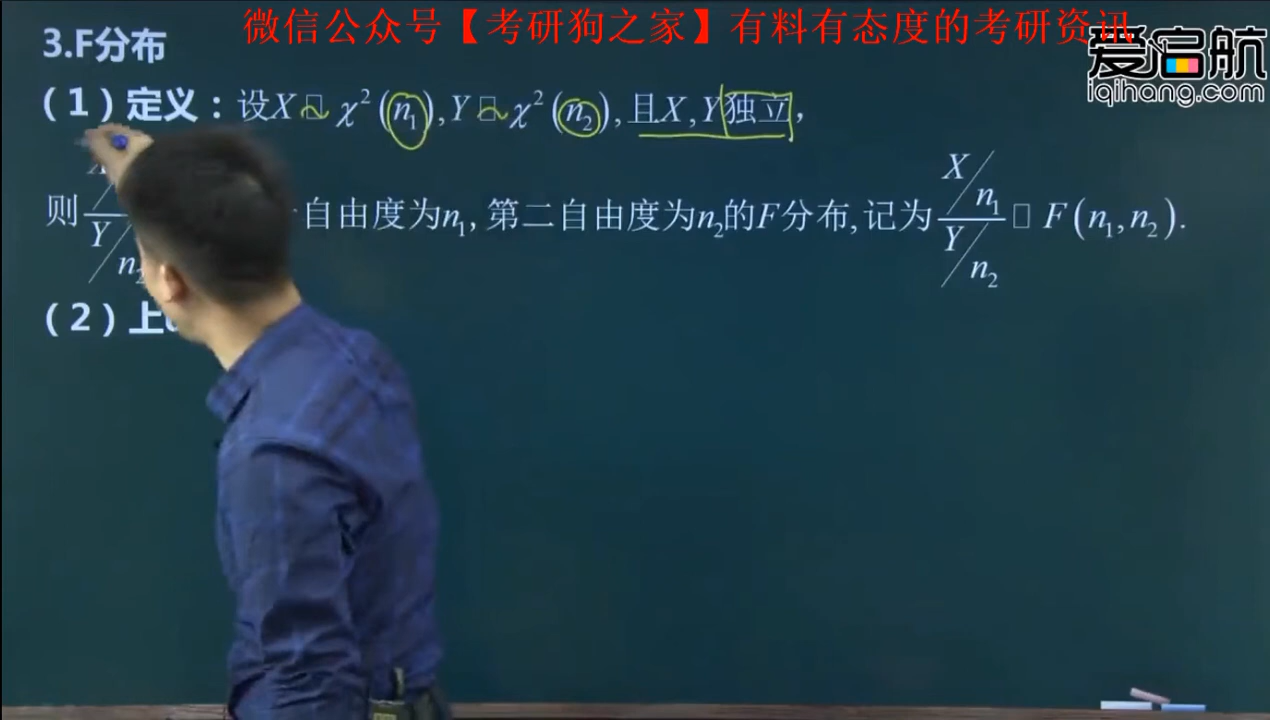 微信公众号【考研狗之家】有料有态度的考研资讯
爱启航
iqihang.com
3.F分布
（1）定义：设X～χ²(n₁),Y～χ²(n₂),且X,Y独立,
则 X/n₁ / Y/n₂ 自由度为n₁,第二自由度为n₂的F分布,记为 (X/n₁)/(Y/n₂) □ F(n₁,n₂).
（2）上